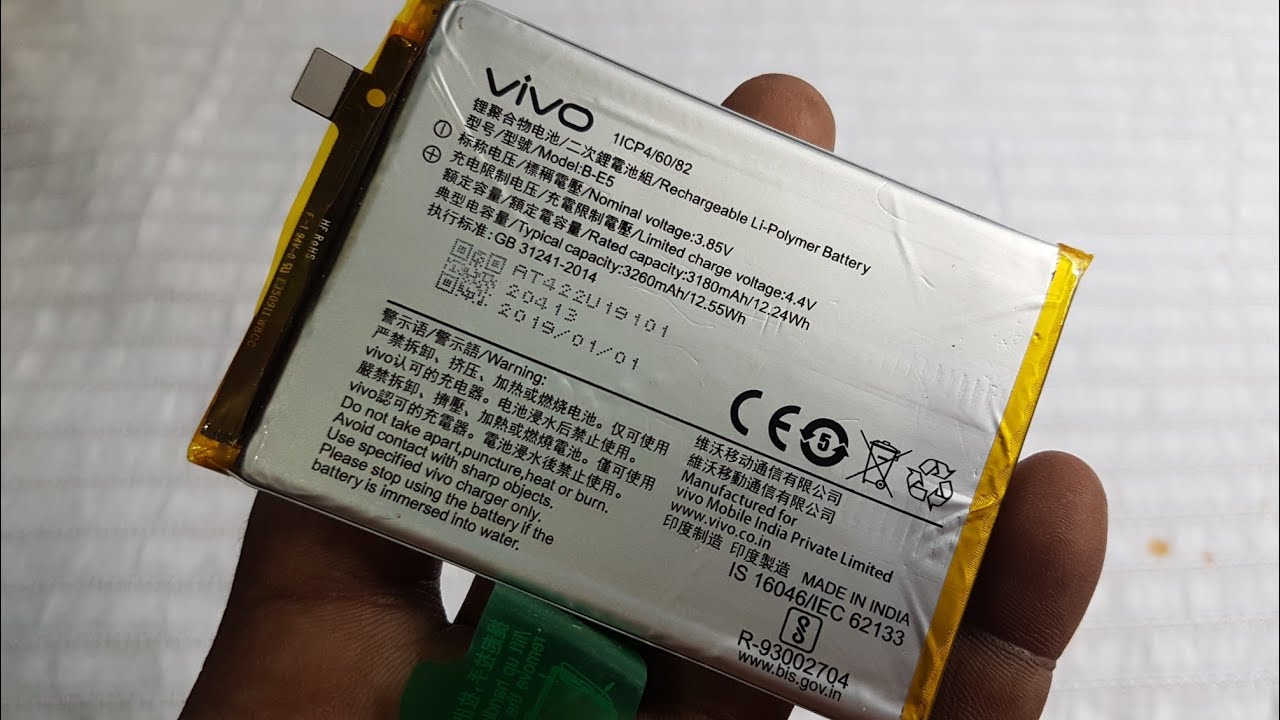 vivo
1ICP4/60/82
锂聚合物电池/二次鋰電池組/Rechargeable Li-Polymer Battery
型号/型號/Model:B-E5
标称电压/標稱電壓/Nominal voltage:3.85V
充电限制电压/充電限制電壓/Limited charge voltage:4.4V
额定容量/額定電容量/Rated capacity:3180mAh/12.24Wh
典型电容量/Typical capacity:3260mAh/12.55Wh
执行标准: GB 31241-2014
AT422U19101
20413
2019/01/01
警示语/警示語/Warning:
严禁拆卸、挤压、加热或燃烧电池。仅可使用
vivo认可的充电器。电池浸水后禁止使用。
嚴禁拆卸、擠壓、加熱或燃燒電池。僅可使用
vivo認可的充電器。電池浸水後禁止使用。
Do not take apart,puncture,heat or burn.
Avoid contact with sharp objects.
Use specified vivo charger only.
Please stop using the battery if the
battery is immersed into water.
CE
5
维沃移动通信有限公司
維沃移動通信有限公司
Manufactured for
vivo Mobile India Private Limited
www.vivo.co.in
印度制造 印度製造 MADE IN INDIA
IS 16046/IEC 62133
R-93002704
www.bis.gov.in
HF RoHS
F-1 94V-0